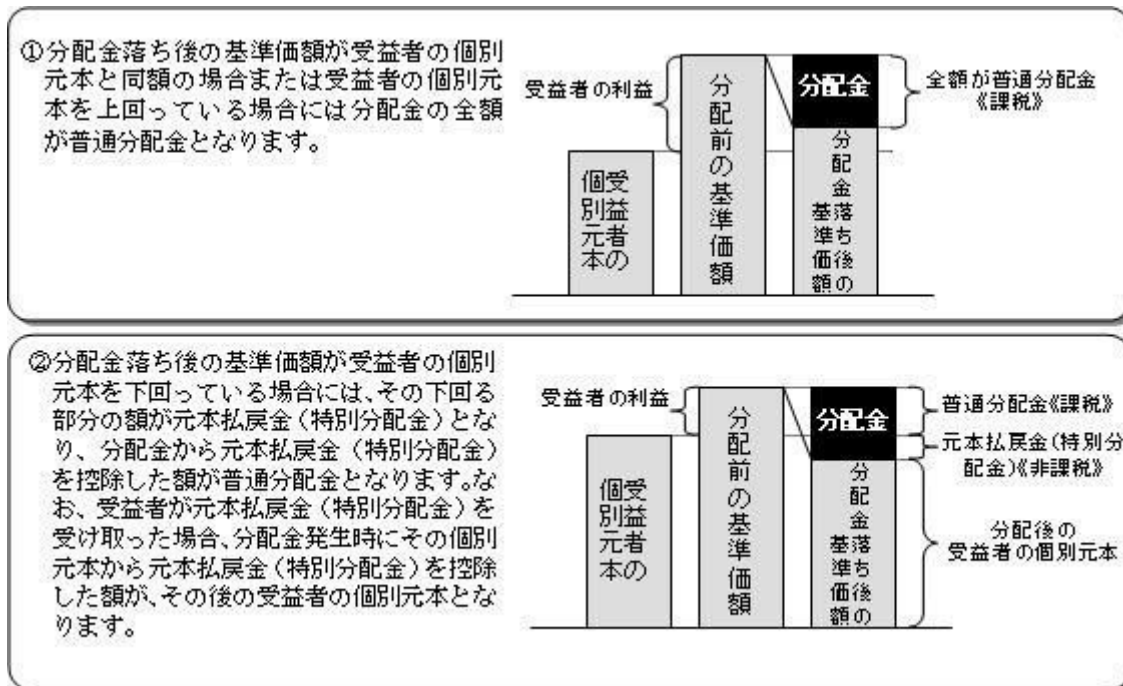 ①分配金落ち後の基準価額が受益者の個別
元本と同額の場合または受益者の個別元
本を上回っている場合には分配金の全額
が普通分配金となります。
受益者の利益
受益者の
個別元本
分配前の基準価額
分配金
分配金落ち後の
基準価額
全額が普通分配金
《課税》
②分配金落ち後の基準価額が受益者の個別
元本を下回っている場合には、その下回る
部分の額が元本払戻金（特別分配金）とな
り、分配金から元本払戻金（特別分配金）
を控除した額が普通分配金となります。な
お、受益者が元本払戻金（特別分配金）を
受け取った場合、分配金発生時にその個別
元本から元本払戻金（特別分配金）を控除
した額が、その後の受益者の個別元本とな
ります。
受益者の利益
受益者の
個別元本
分配前の基準価額
分配金
分配金落ち後の
基準価額
普通分配金《課税》
元本払戻金（特別分
配金）《非課税》
分配後の
受益者の個別元本